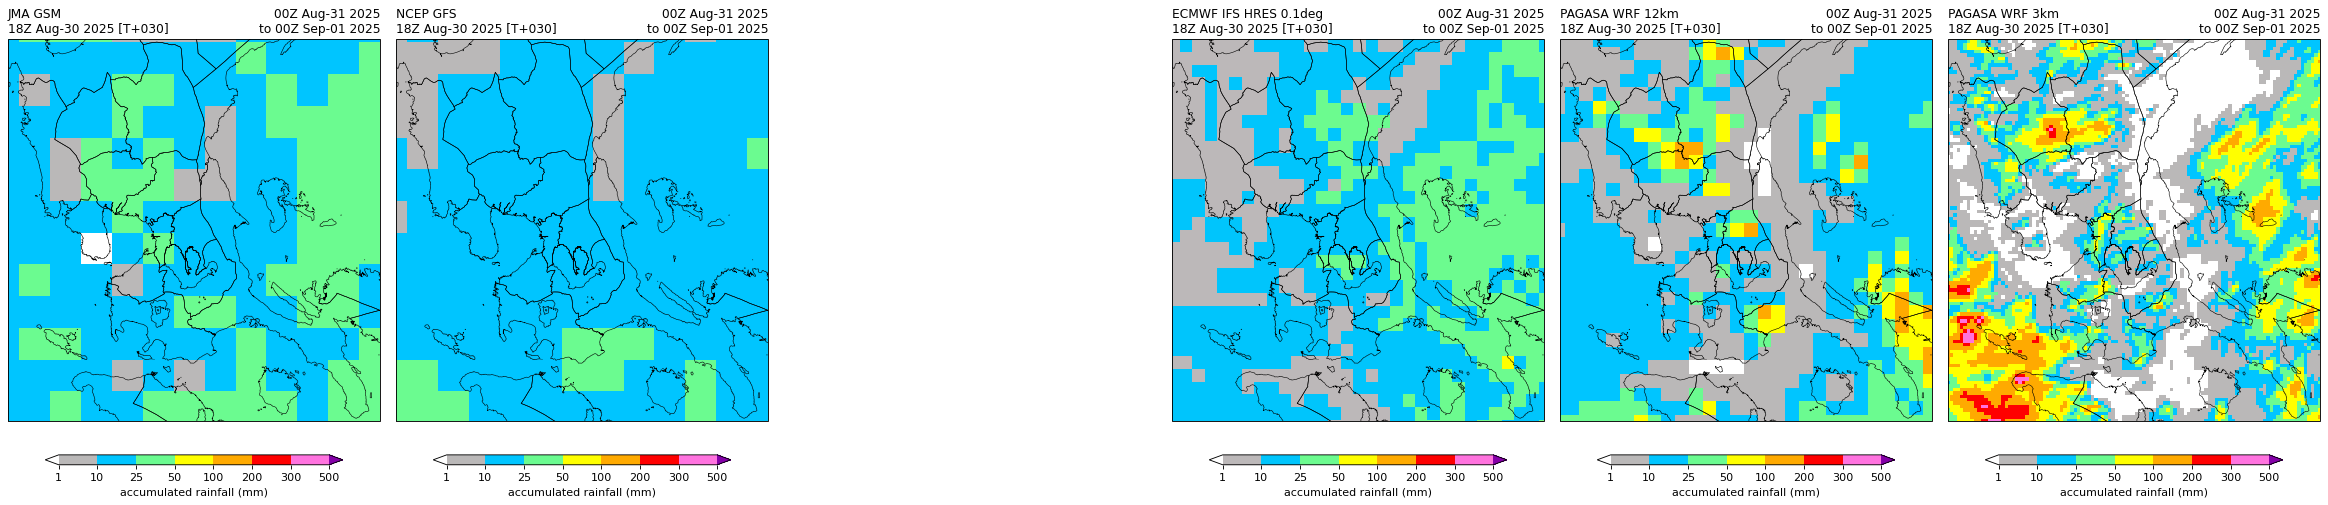 JMA GSM
00Z Aug-31 2025
18Z Aug-30 2025 [T+030]
to 00Z Sep-01 2025
1 10 25 50 100 200 300 500
accumulated rainfall (mm)
NCEP GFS
00Z Aug-31 2025
18Z Aug-30 2025 [T+030]
to 00Z Sep-01 2025
1 10 25 50 100 200 300 500
accumulated rainfall (mm)
ECMWF IFS HRES 0.1deg
00Z Aug-31 2025
18Z Aug-30 2025 [T+030]
to 00Z Sep-01 2025
1 10 25 50 100 200 300 500
accumulated rainfall (mm)
PAGASA WRF 12km
00Z Aug-31 2025
18Z Aug-30 2025 [T+030]
to 00Z Sep-01 2025
1 10 25 50 100 200 300 500
accumulated rainfall (mm)
PAGASA WRF 3km
00Z Aug-31 2025
18Z Aug-30 2025 [T+030]
to 00Z Sep-01 2025
1 10 25 50 100 200 300 500
accumulated rainfall (mm)